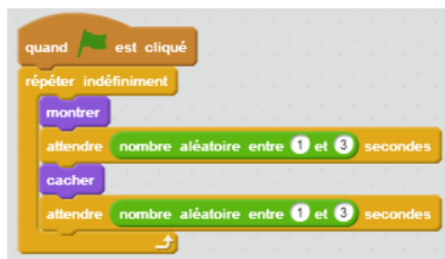 quand est cliqué
répéter indéfiniment
montrer
attendre nombre aléatoire entre 1 et 3 secondes
cacher
attendre nombre aléatoire entre 1 et 3 secondes